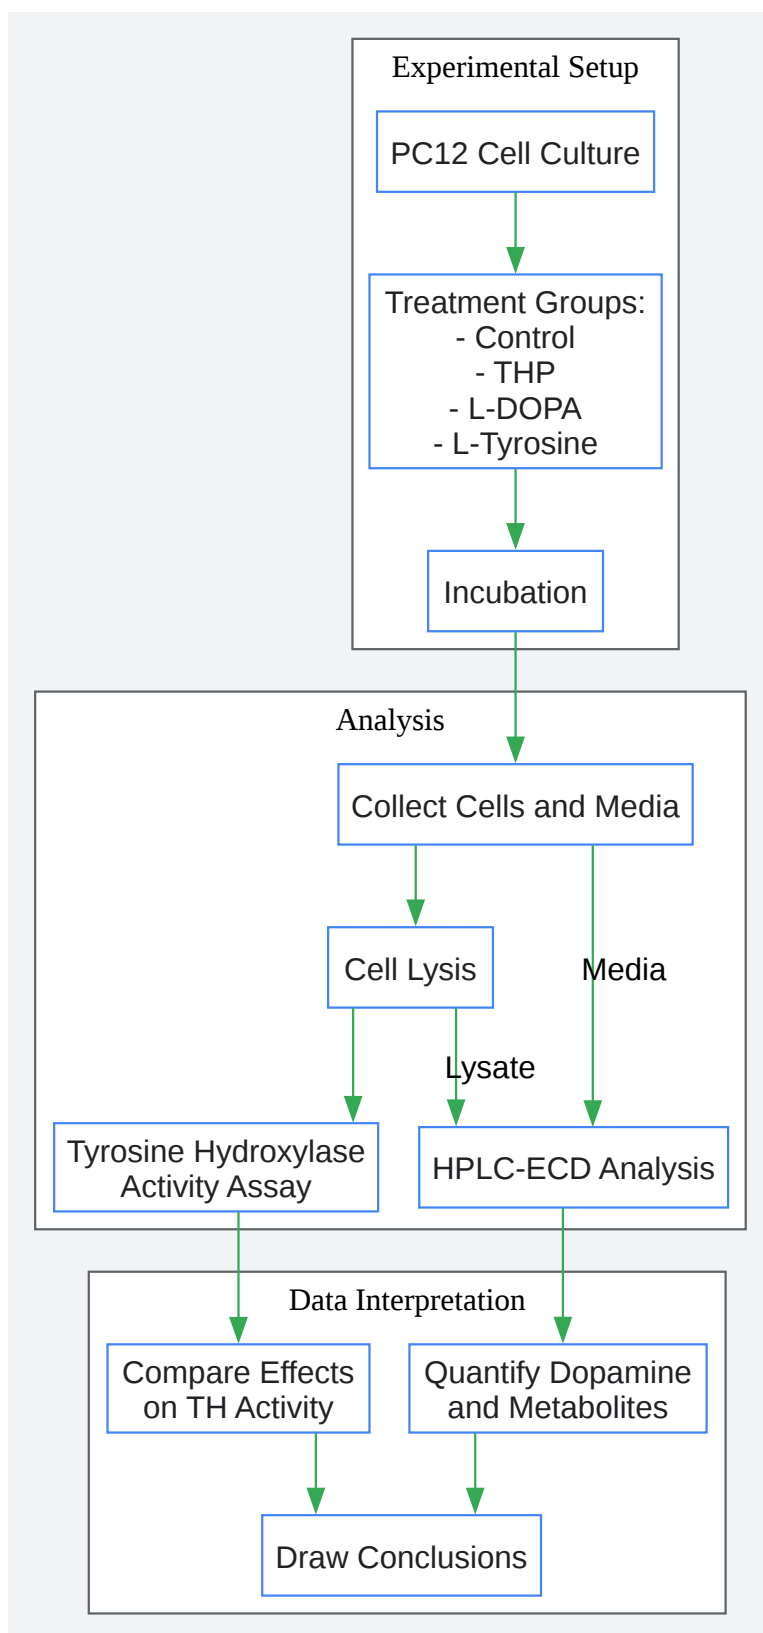 Experimental Setup
PC12 Cell Culture
Treatment Groups:
- Control
- THP
- L-DOPA
- L-Tyrosine
Incubation
Analysis
Collect Cells and Media
Cell Lysis
Media
Lysate
Tyrosine Hydroxylase
Activity Assay
HPLC-ECD Analysis
Data Interpretation
Compare Effects
on TH Activity
Quantify Dopamine
and Metabolites
Draw Conclusions